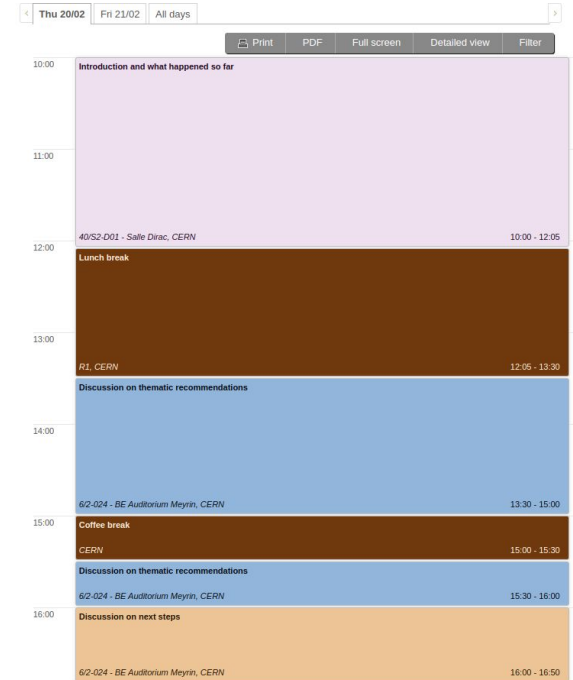 ‹ Thu 20/02 Fri 21/02 All days ›
Print PDF Full screen Detailed view Filter
10:00
Introduction and what happened so far
11:00
40/S2-D01 - Salle Dirac, CERN 10:00 - 12:05
12:00
Lunch break
13:00
R1, CERN 12:05 - 13:30
Discussion on thematic recommendations
14:00
6/2-024 - BE Auditorium Meyrin, CERN 13:30 - 15:00
15:00
Coffee break
CERN 15:00 - 15:30
Discussion on thematic recommendations
6/2-024 - BE Auditorium Meyrin, CERN 15:30 - 16:00
16:00
Discussion on next steps
6/2-024 - BE Auditorium Meyrin, CERN 16:00 - 16:50